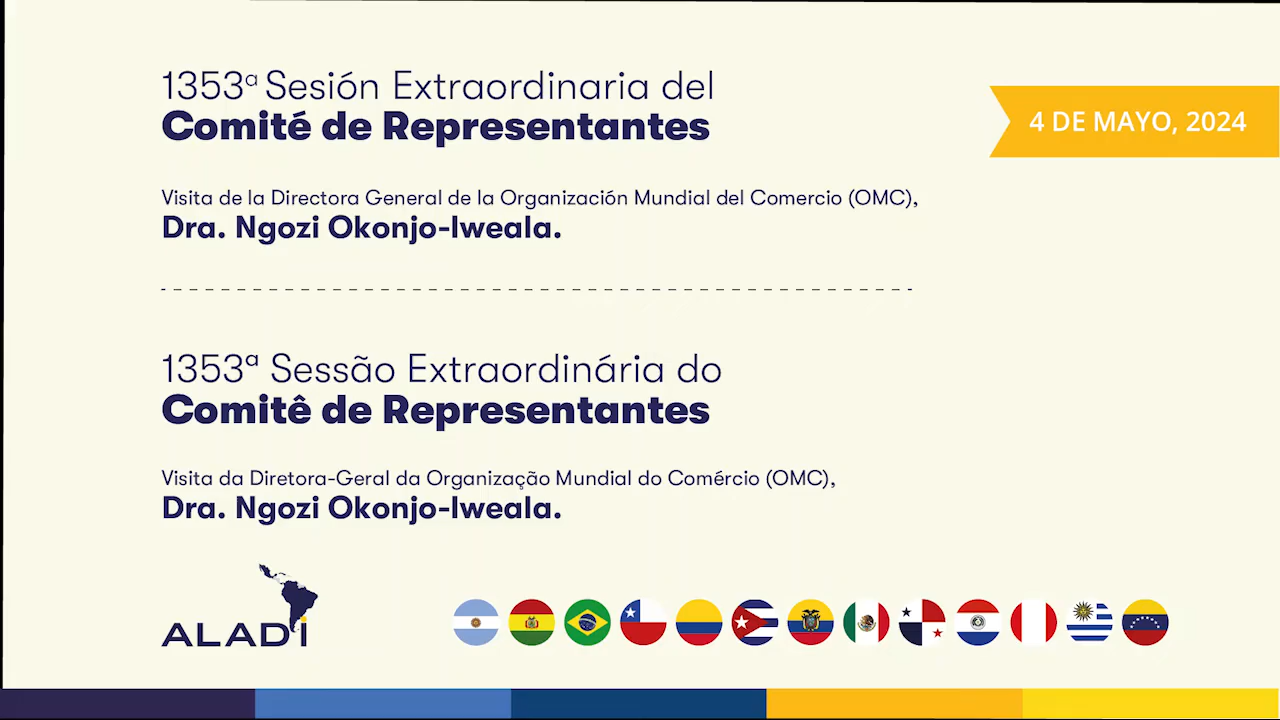 1353ª Sesión Extraordinaria del
Comité de Representantes
4 DE MAYO, 2024
Visita de la Directora General de la Organización Mundial del Comercio (OMC),
Dra. Ngozi Okonjo-Iweala.
1353ª Sessão Extraordinária do
Comitê de Representantes
Visita da Diretora-Geral da Organização Mundial do Comércio (OMC),
Dra. Ngozi Okonjo-Iweala.
ALADI